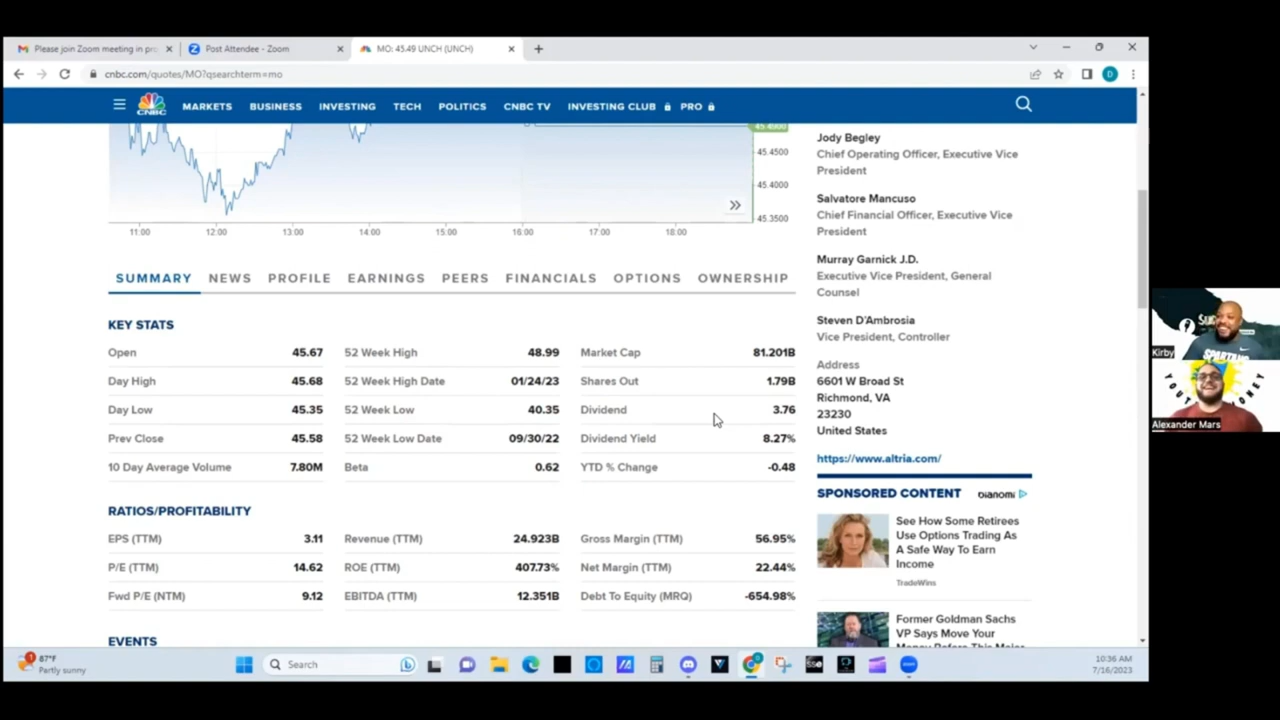 Please join Zoom meeting in pro
Post Attendee - Zoom
MO: 45.49 UNCH (UNCH)
cnbc.com/quotes/MO?qsearchterm=mo
D
CNBC
MARKETS BUSINESS INVESTING TECH POLITICS CNBC TV INVESTING CLUB PRO
45.4900
45.4500
45.4000
45.3500
11:00 12:00 13:00 14:00 15:00 16:00 17:00 18:00
SUMMARY NEWS PROFILE EARNINGS PEERS FINANCIALS OPTIONS OWNERSHIP
KEY STATS
Open 45.67 52 Week High 48.99 Market Cap 81.201B
Day High 45.68 52 Week High Date 01/24/23 Shares Out 1.79B
Day Low 45.35 52 Week Low 40.35 Dividend 3.76
Prev Close 45.58 52 Week Low Date 09/30/22 Dividend Yield 8.27%
10 Day Average Volume 7.80M Beta 0.62 YTD % Change -0.48
RATIOS/PROFITABILITY
EPS (TTM) 3.11 Revenue (TTM) 24.923B Gross Margin (TTM) 56.95%
P/E (TTM) 14.62 ROE (TTM) 407.73% Net Margin (TTM) 22.44%
Fwd P/E (NTM) 9.12 EBITDA (TTM) 12.351B Debt To Equity (MRQ) -654.98%
EVENTS
Jody Begley
Chief Operating Officer, Executive Vice
President
Salvatore Mancuso
Chief Financial Officer, Executive Vice
President
Murray Garnick J.D.
Executive Vice President, General
Counsel
Steven D'Ambrosia
Vice President, Controller
Address
6601 W Broad St
Richmond, VA
23230
United States
https://www.altria.com/
SPONSORED CONTENT DIANOMI
See How Some Retirees
Use Options Trading As
A Safe Way To Earn
Income
TradeWins
Former Goldman Sachs
VP Says Move Your
Money Before This Major
SPARTANS
Kirby
Alexander Mars
1
87°F
Partly sunny
Search
10:36 AM
7/16/2023